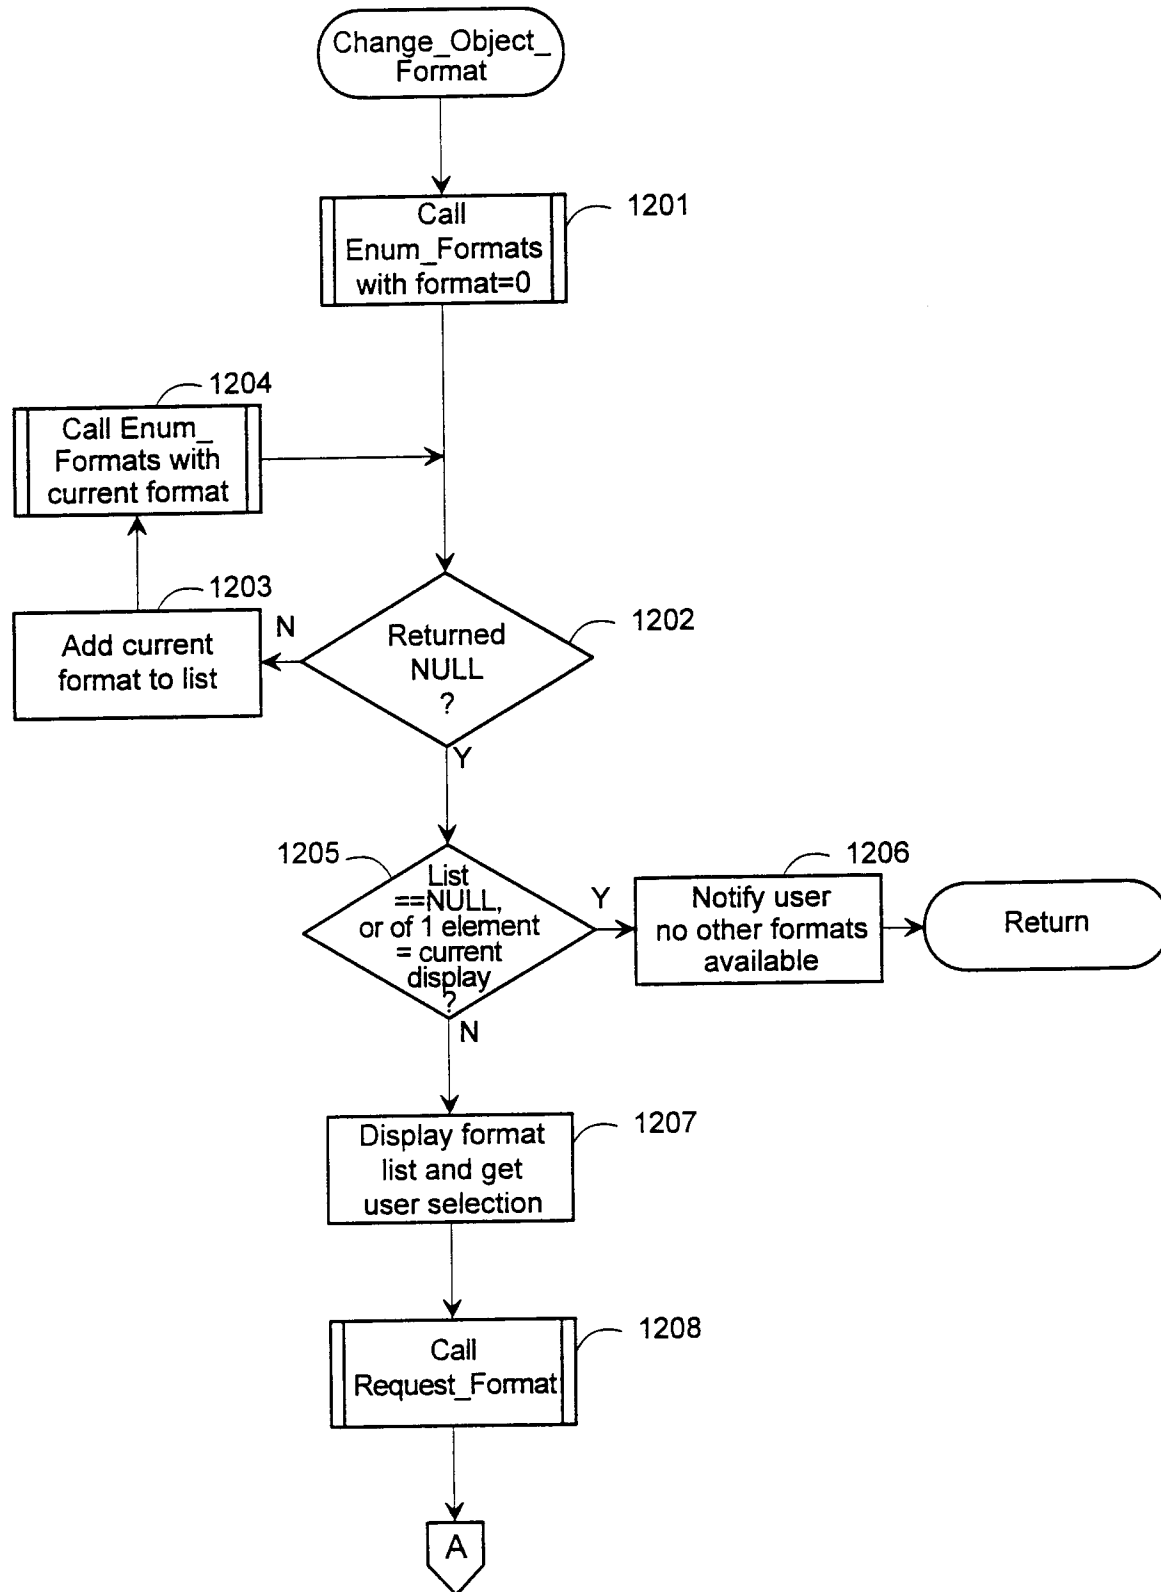 Change_Object_
Format
Call
Enum_Formats
with format=0
1201
1204
Call Enum_
Formats with
current format
1203
Add current
format to list
N
Returned
NULL
?
1202
Y
1205
List
==NULL,
or of 1 element
= current
display
?
Y
1206
Notify user
no other formats
available
Return
N
Display format
list and get
user selection
1207
Call
Request_Format
1208
A